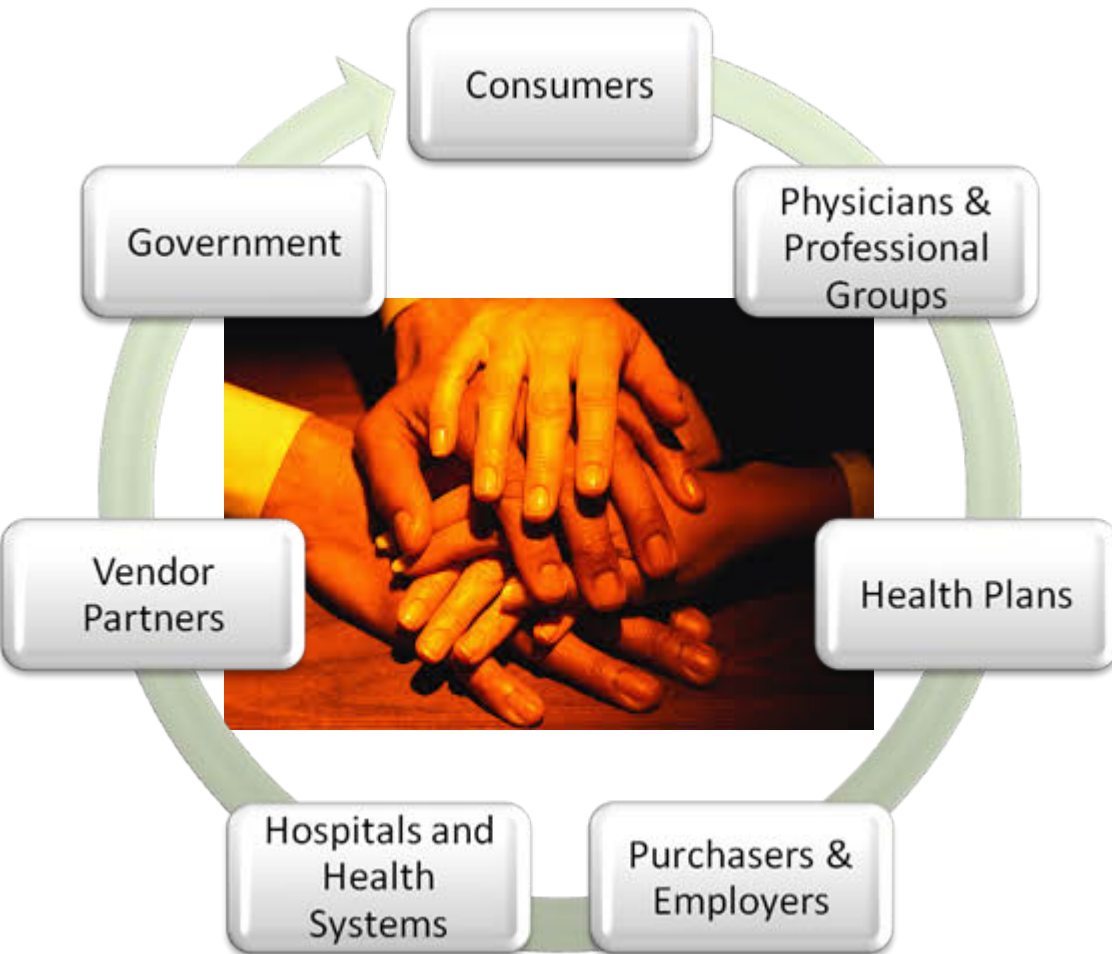 Consumers
Physicians &
Professional
Groups
Health Plans
Purchasers &
Employers
Hospitals and
Health
Systems
Vendor
Partners
Government